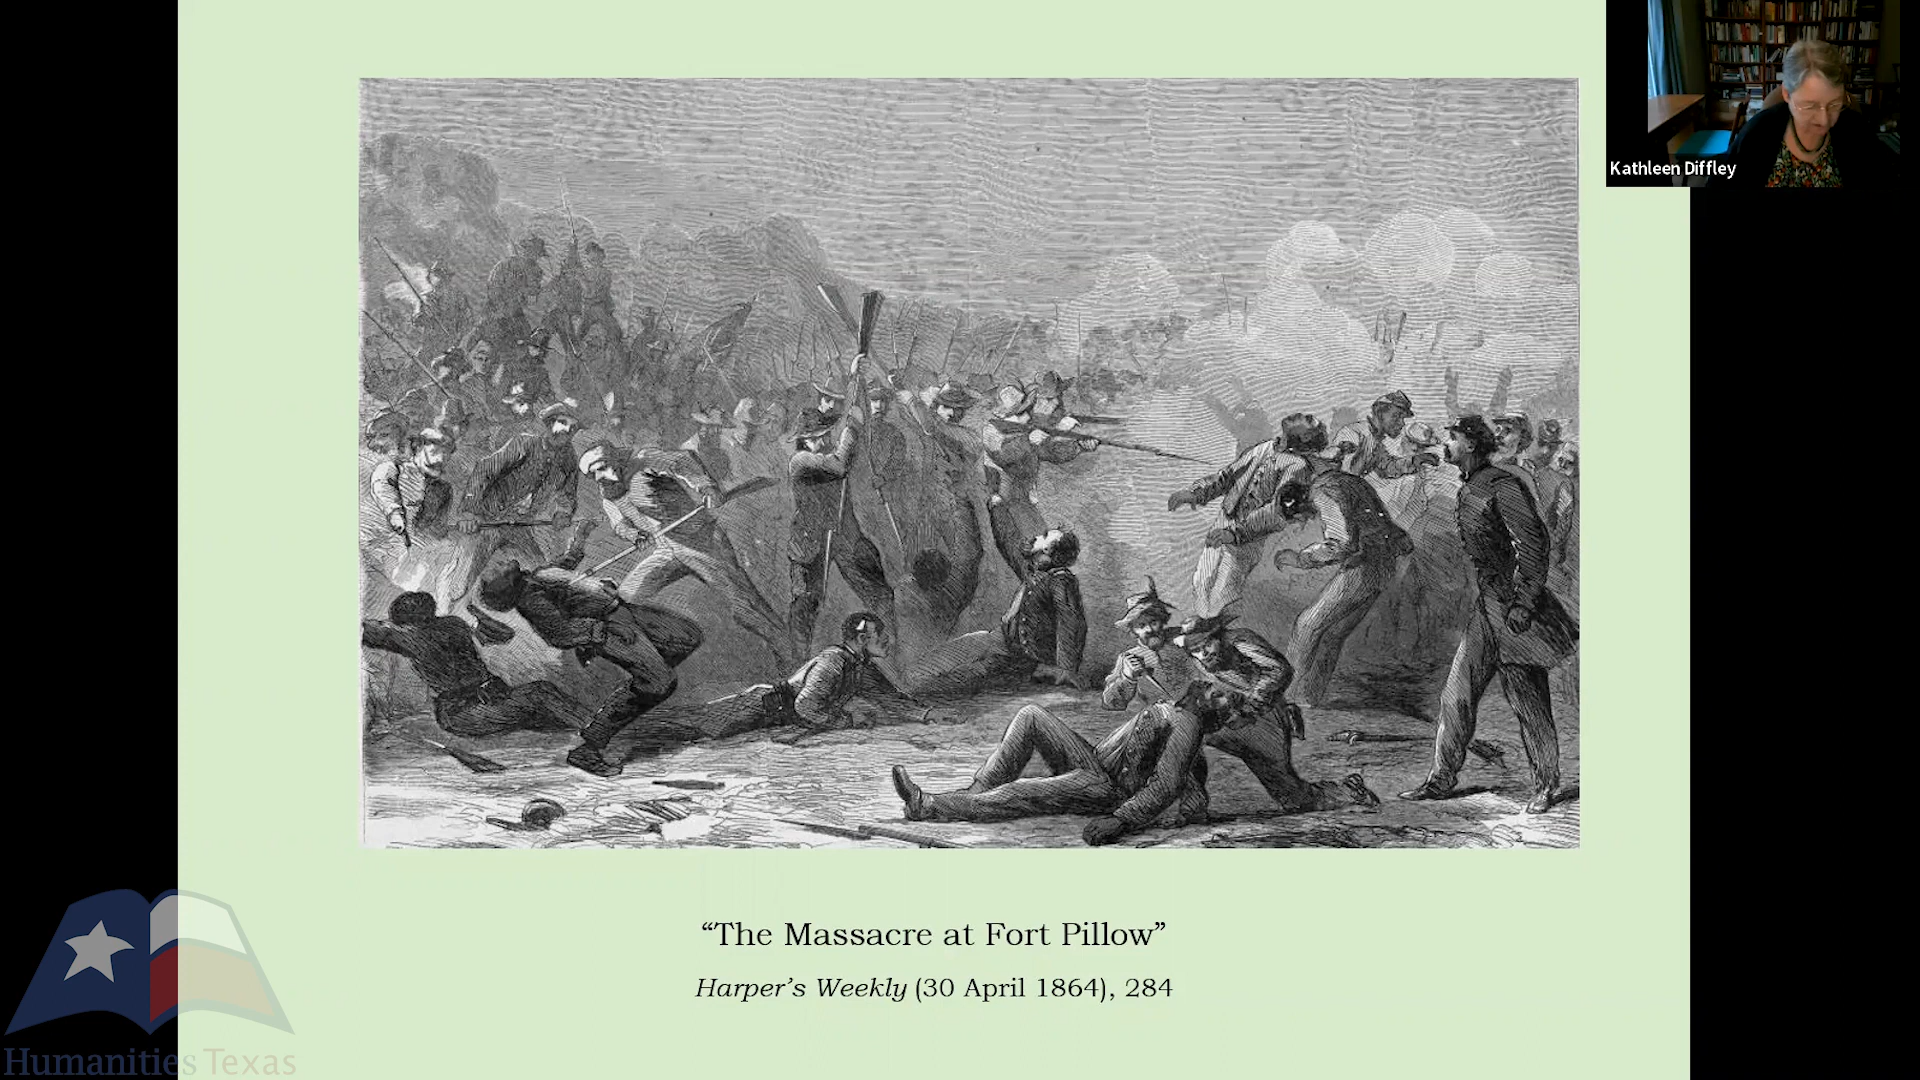 Kathleen Diffley
“The Massacre at Fort Pillow”
Harper’s Weekly (30 April 1864), 284
Humanities Texas